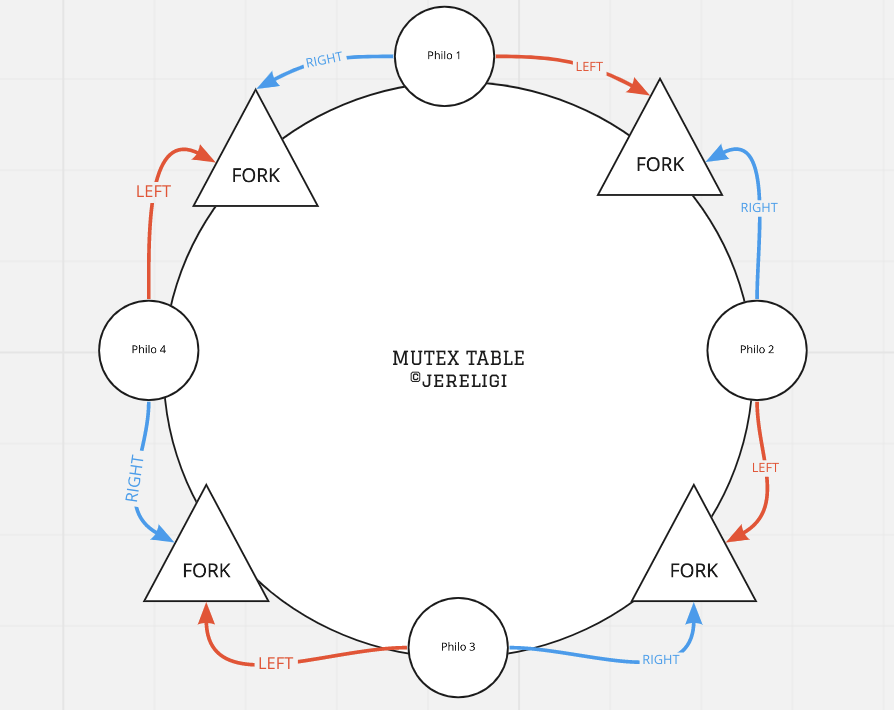 Philo 1
RIGHT
LEFT
FORK
FORK
LEFT
RIGHT
Philo 4
Philo 2
MUTEX TABLE
©JERELIGI
RIGHT
LEFT
FORK
FORK
Philo 3
LEFT
RIGHT